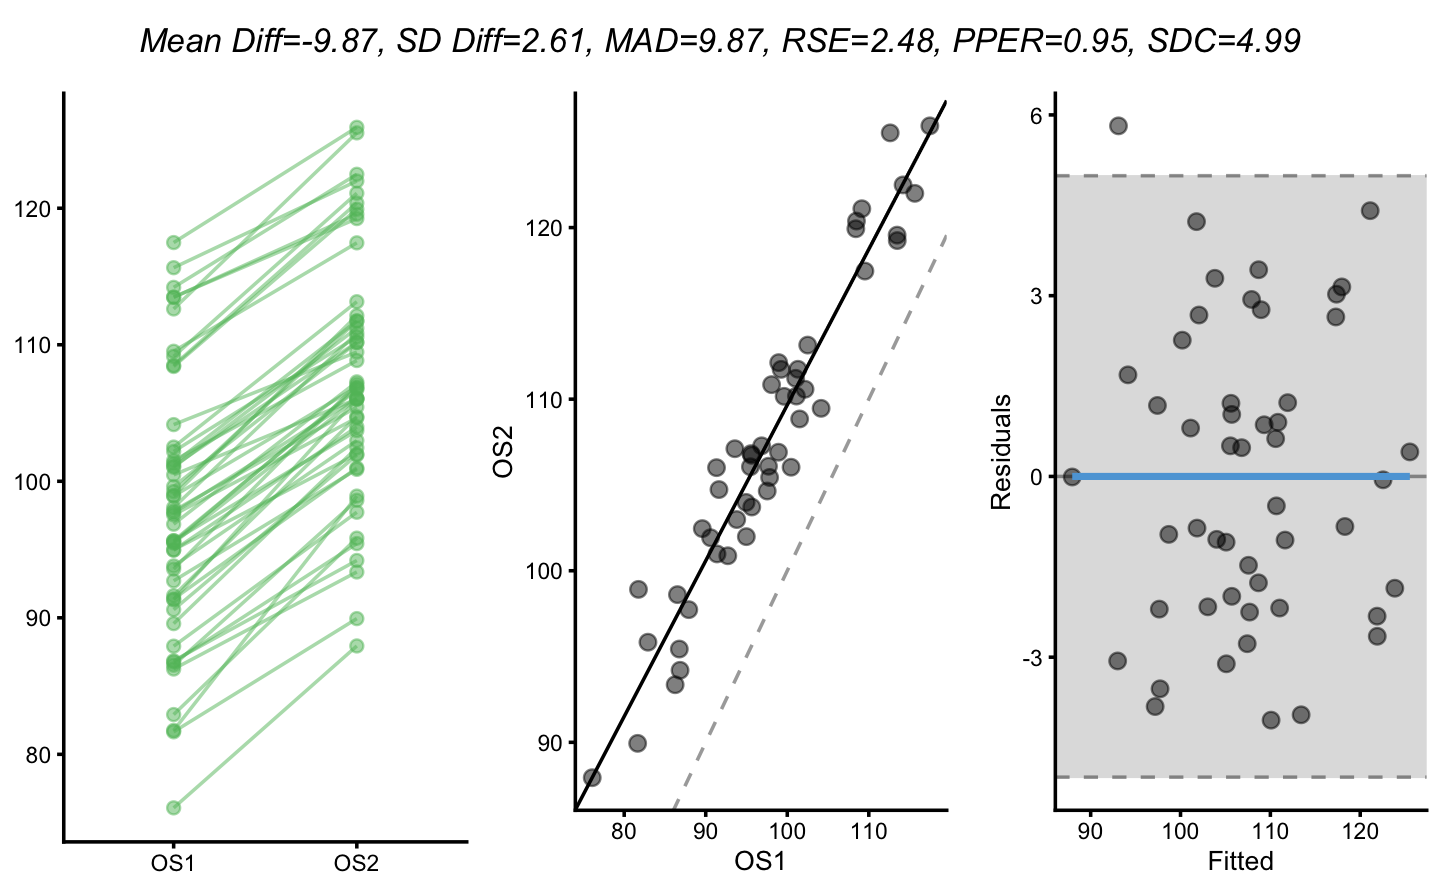 Mean Diff=-9.87, SD Diff=2.61, MAD=9.87, RSE=2.48, PPER=0.95, SDC=4.99
120
110
100
90
80
OS1 OS2
OS2
120
110
100
90
80 90 100 110
OS1
Residuals
6
3
0
-3
90 100 110 120
Fitted